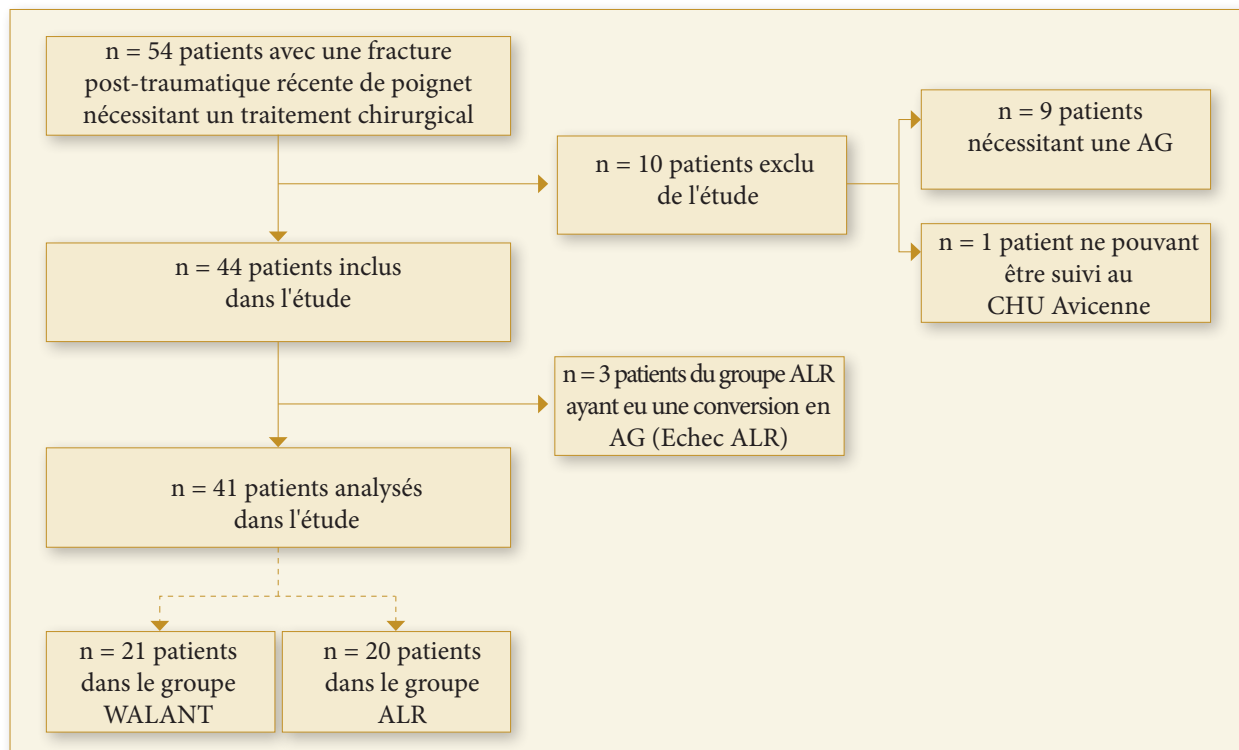 n = 54 patients avec une fracture
post-traumatique récente de poignet
nécessitant un traitement chirurgical
n = 9 patients
nécessitant une AG
n = 10 patients exclu
de l'étude
n = 1 patient ne pouvant
être suivi au
CHU Avicenne
n = 44 patients inclus
dans l'étude
n = 3 patients du groupe ALR
ayant eu une conversion en
AG (Echec ALR)
n = 41 patients analysés
dans l'étude
n = 21 patients
dans le groupe
WALANT
n = 20 patients
dans le groupe
ALR